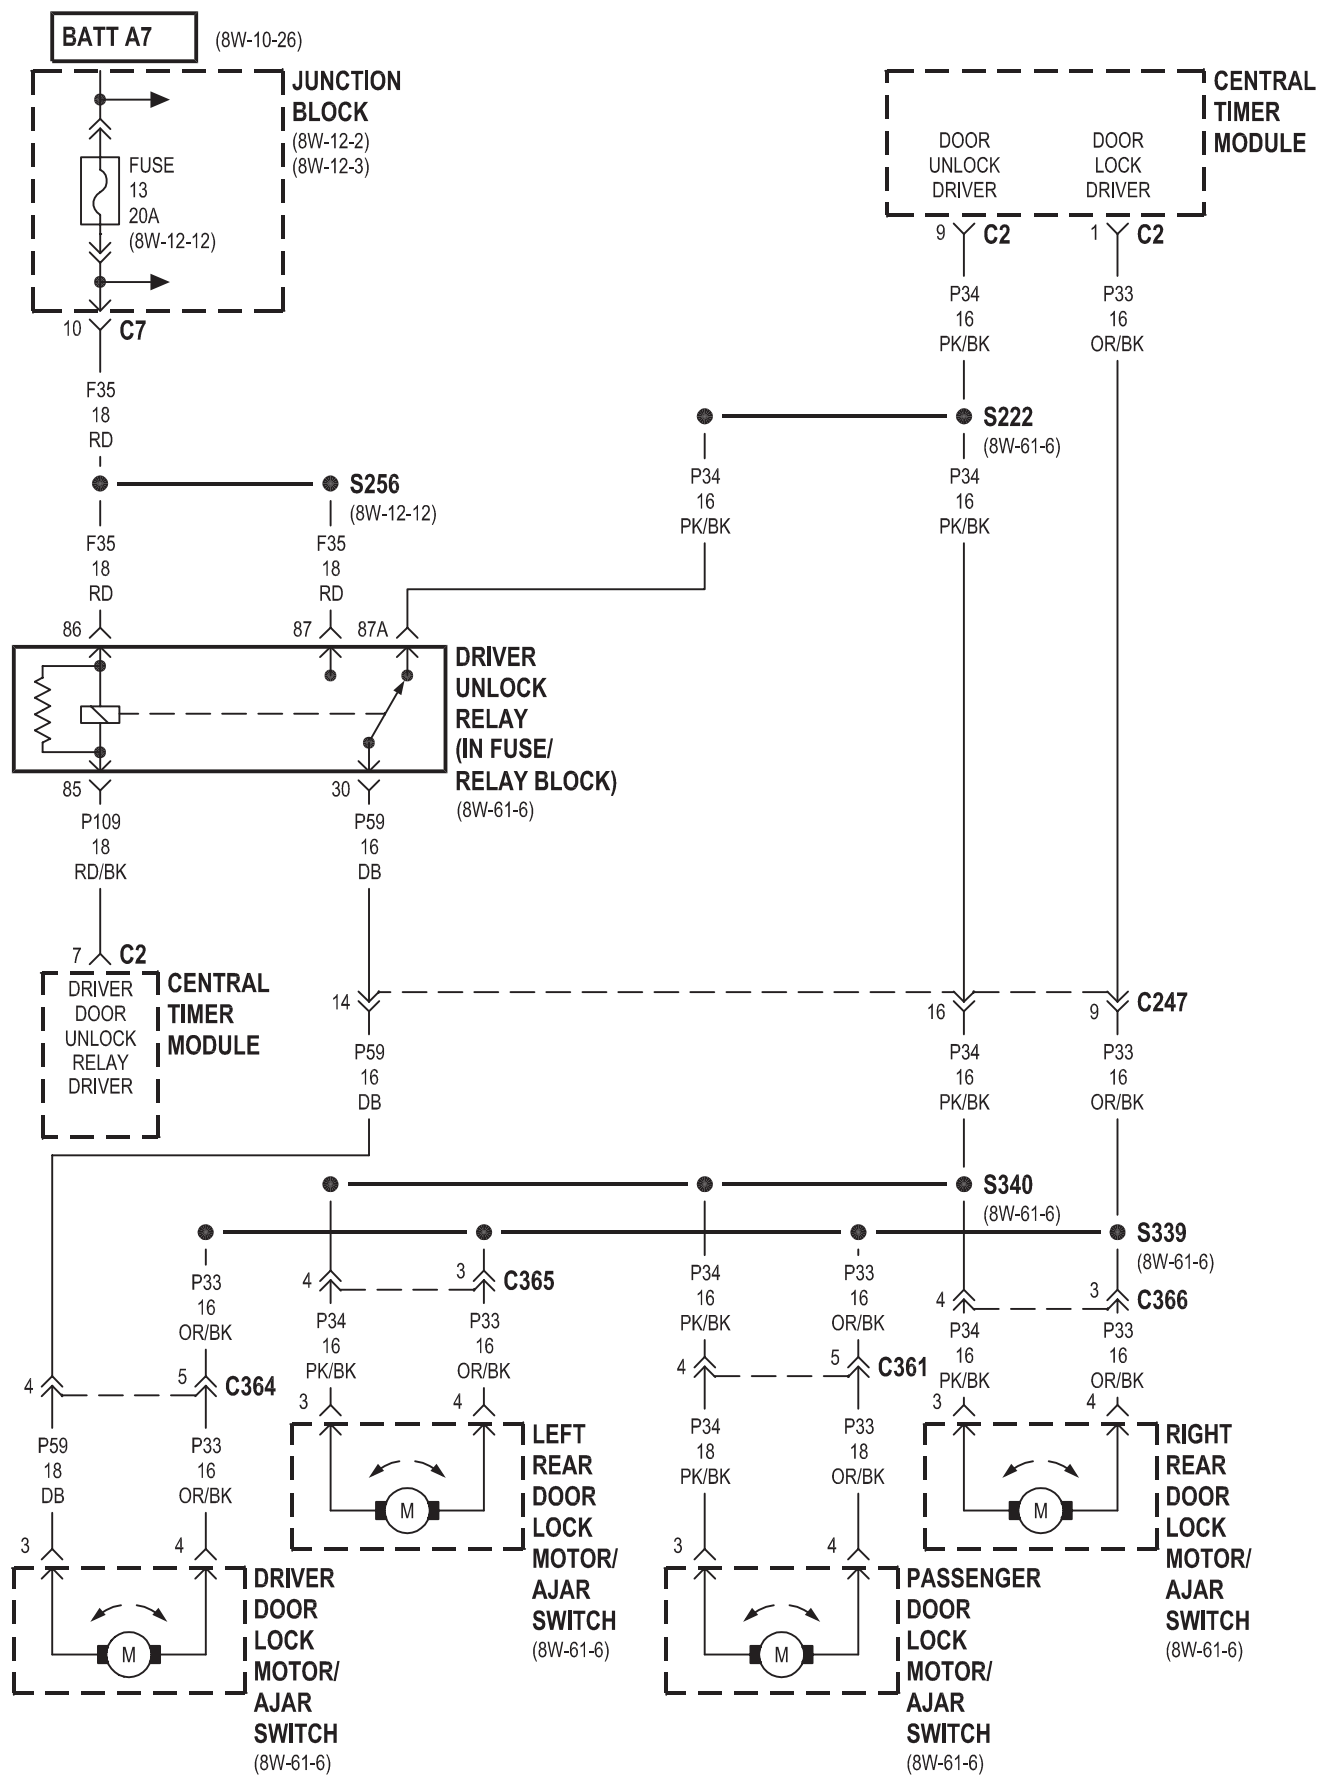 BATT A7
(8W-10-26)
JUNCTION
BLOCK
(8W-12-2)
(8W-12-3)
FUSE
13
20A
(8W-12-12)
10
C7
F35
18
RD
S256
(8W-12-12)
F35
18
RD
F35
18
RD
86
87
87A
DRIVER
UNLOCK
RELAY
(IN FUSE/
RELAY BLOCK)
(8W-61-6)
85
30
P109
18
RD/BK
P59
16
DB
7
C2
CENTRAL
TIMER
MODULE
DRIVER
DOOR
UNLOCK
RELAY
DRIVER
CENTRAL
TIMER
MODULE
DOOR
UNLOCK
DRIVER
DOOR
LOCK
DRIVER
9
C2
1
C2
P34
16
PK/BK
P33
16
OR/BK
S222
(8W-61-6)
P34
16
PK/BK
P34
16
PK/BK
14
16
9
C247
P59
16
DB
P34
16
PK/BK
P33
16
OR/BK
S340
(8W-61-6)
S339
(8W-61-6)
P33
16
OR/BK
4
3
C365
P34
16
PK/BK
P33
16
OR/BK
4
3
C366
P34
16
PK/BK
P33
16
OR/BK
P34
16
PK/BK
P33
16
OR/BK
4
5
C364
4
5
C361
3
4
3
4
P59
18
DB
P33
16
OR/BK
P34
18
PK/BK
P33
18
OR/BK
M
LEFT
REAR
DOOR
LOCK
MOTOR/
AJAR
SWITCH
(8W-61-6)
M
RIGHT
REAR
DOOR
LOCK
MOTOR/
AJAR
SWITCH
(8W-61-6)
3
4
3
4
M
DRIVER
DOOR
LOCK
MOTOR/
AJAR
SWITCH
(8W-61-6)
M
PASSENGER
DOOR
LOCK
MOTOR/
AJAR
SWITCH
(8W-61-6)